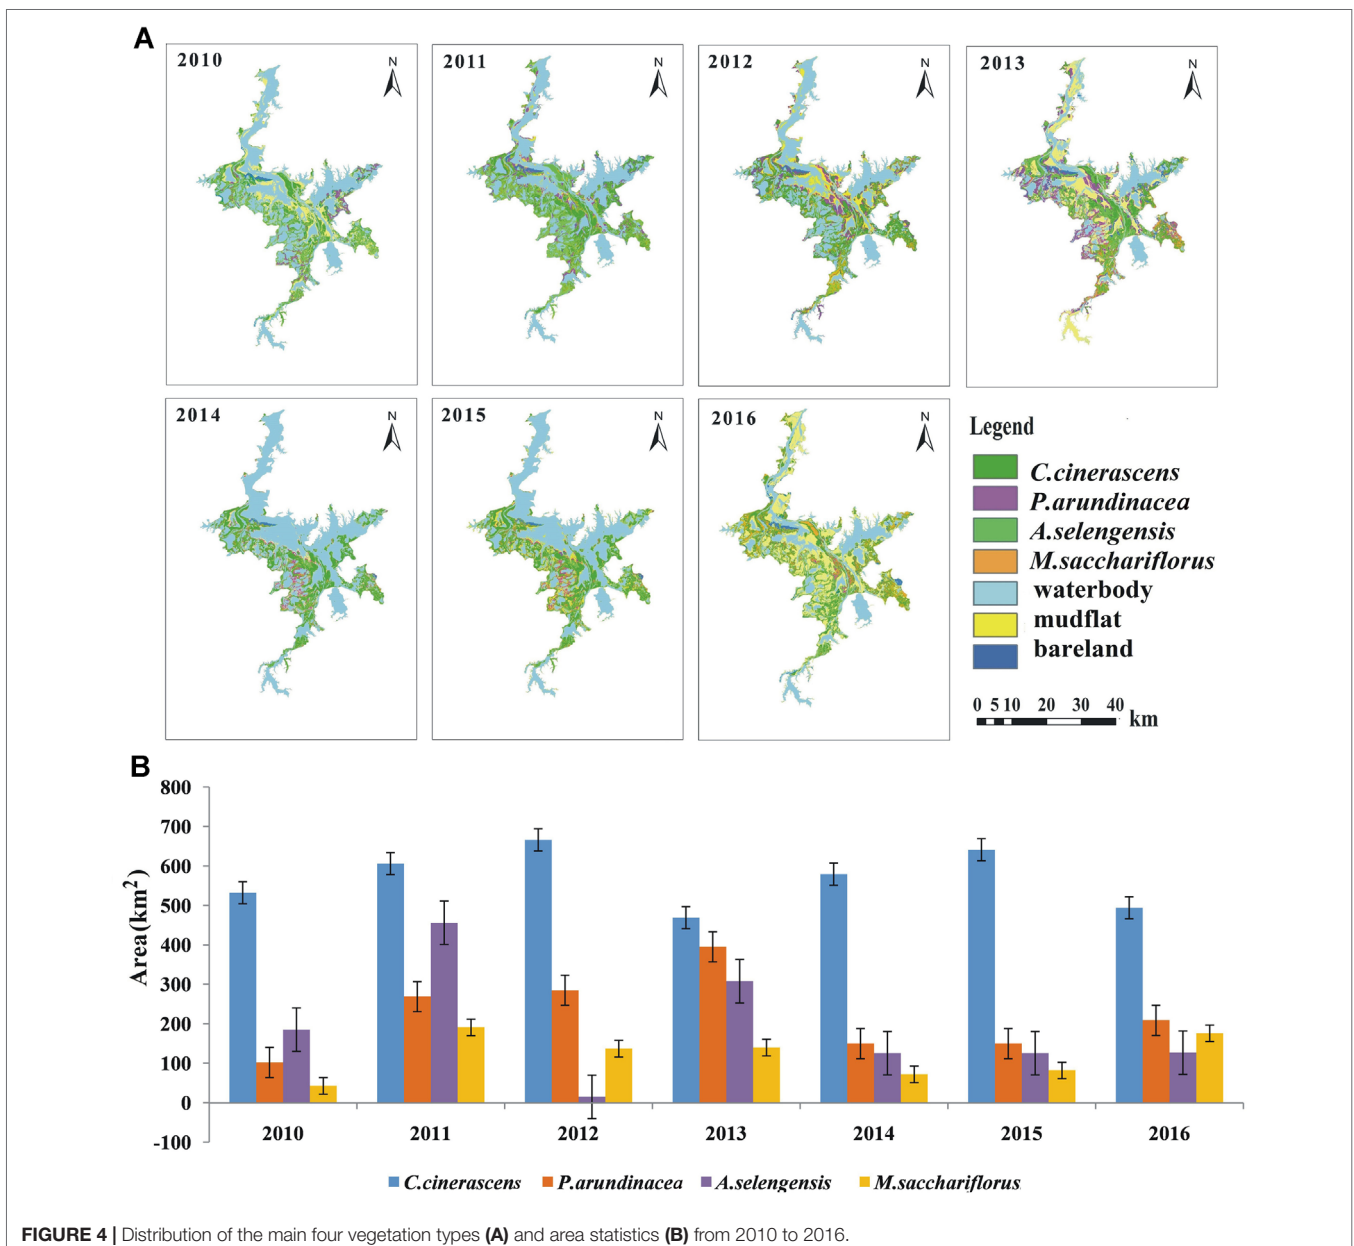 A
2010 N
2011 N
2012 N
2013 N
2014 N
2015 N
2016 N
Legend
C.cinerascens
P.arundinacea
A.selengensis
M.sacchariflorus
waterbody
mudflat
bareland
0 5 10 20 30 40 km
B
800
700
600
500
400
300
200
100
0
-100
Area(km²)
2010 2011 2012 2013 2014 2015 2016
C.cinerascens P.arundinacea A.selengensis M.sacchariflorus
FIGURE 4 | Distribution of the main four vegetation types (A) and area statistics (B) from 2010 to 2016.